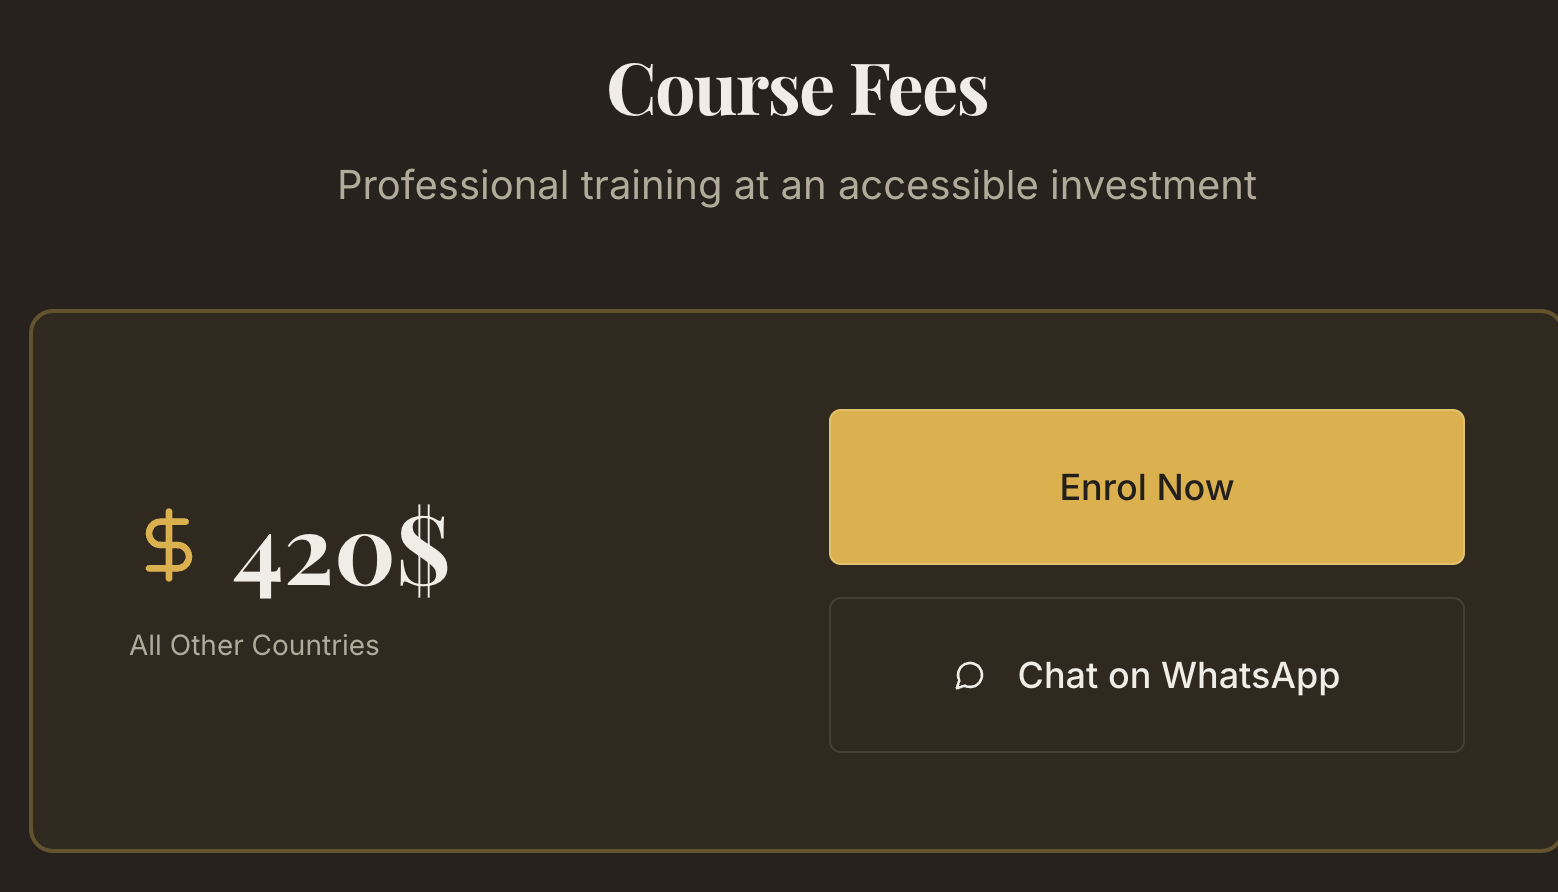 Course Fees
Professional training at an accessible investment
$ 420$
All Other Countries
Enrol Now
Chat on WhatsApp